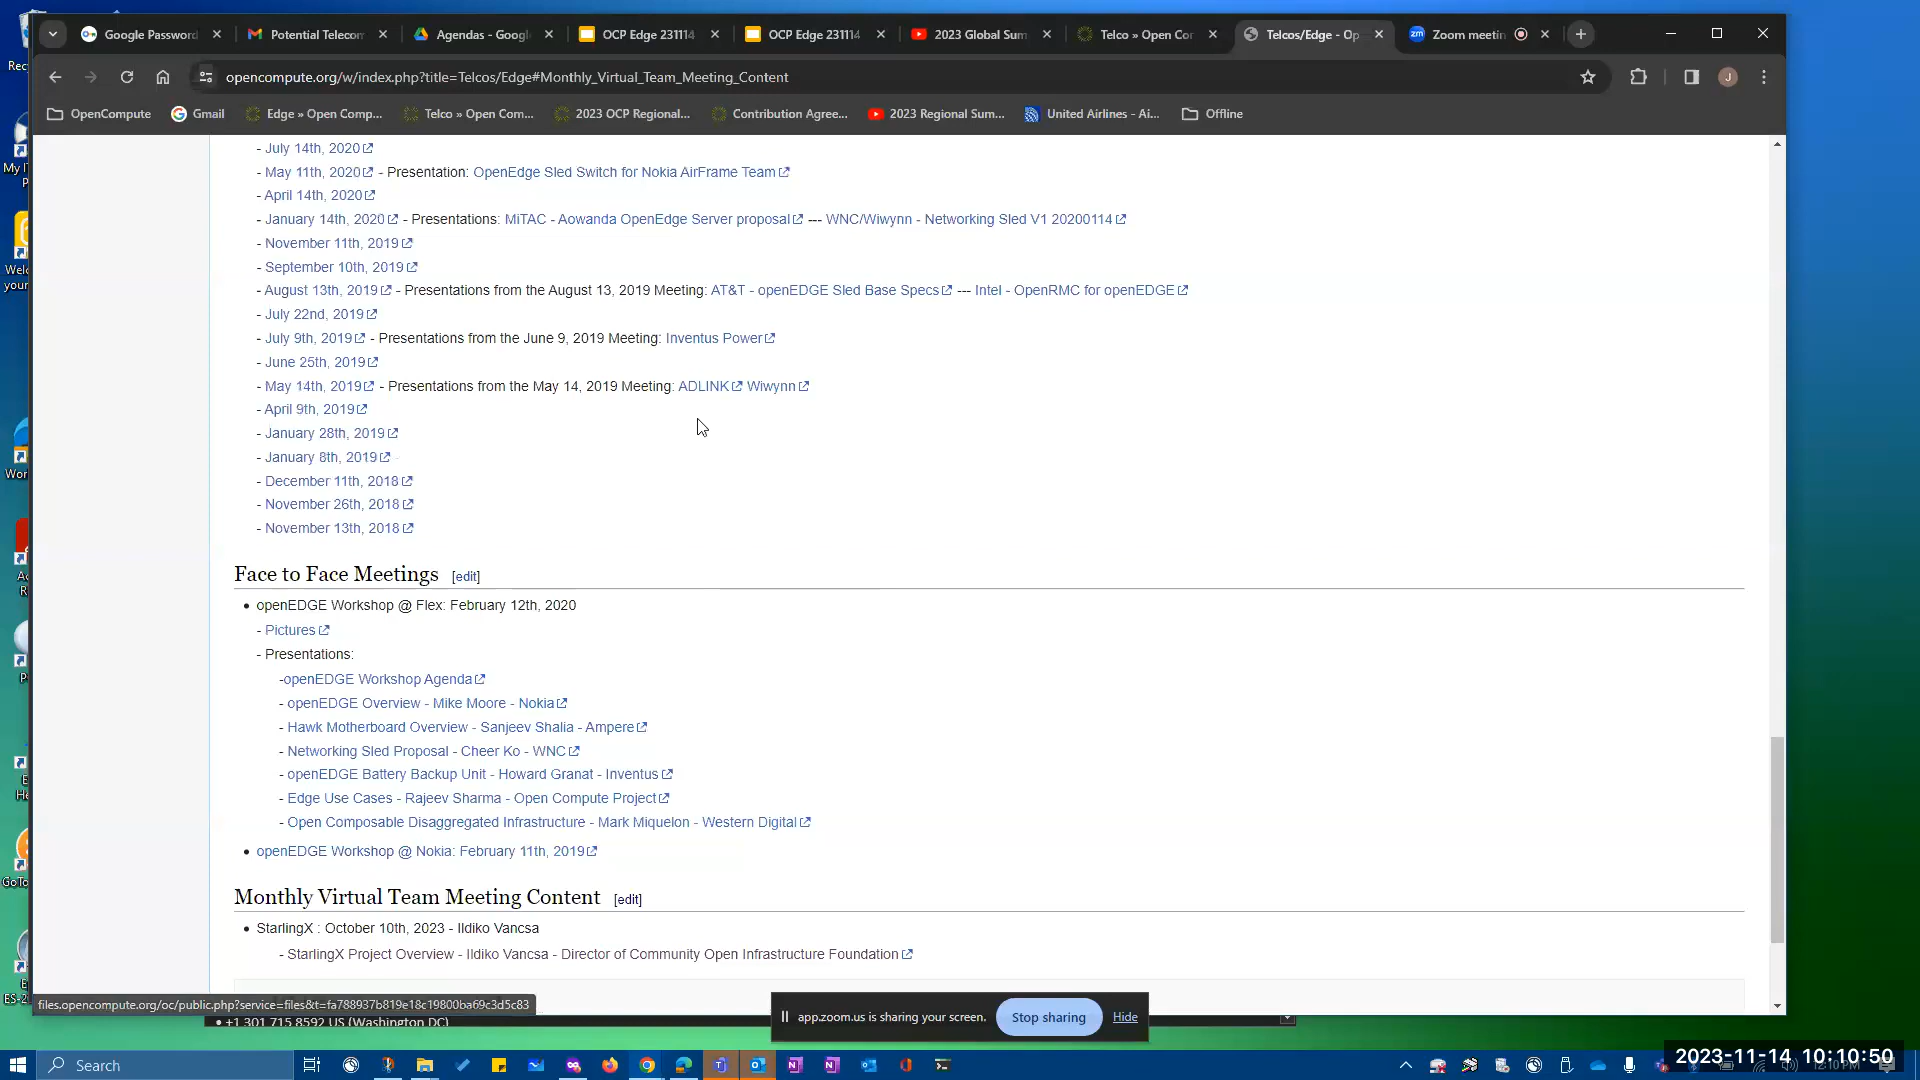 Google Password
Potential Telecom
Agendas - Googl
OCP Edge 231114
OCP Edge 231114
2023 Global Sum
Telco » Open Cor
Telcos/Edge - Op
Zoom meetin
opencompute.org/w/index.php?title=Telcos/Edge#Monthly_Virtual_Team_Meeting_Content
OpenCompute
Gmail
Edge » Open Comp...
Telco » Open Com...
2023 OCP Regional...
Contribution Agree...
2023 Regional Sum...
United Airlines - Ai...
Offline
- July 14th, 2020
- May 11th, 2020 - Presentation: OpenEdge Sled Switch for Nokia AirFrame Team
- April 14th, 2020
- January 14th, 2020 - Presentations: MiTAC - Aowanda OpenEdge Server proposal --- WNC/Wiwynn - Networking Sled V1 20200114
- November 11th, 2019
- September 10th, 2019
- August 13th, 2019 - Presentations from the August 13, 2019 Meeting: AT&T - openEDGE Sled Base Specs --- Intel - OpenRMC for openEDGE
- July 22nd, 2019
- July 9th, 2019 - Presentations from the June 9, 2019 Meeting: Inventus Power
- June 25th, 2019
- May 14th, 2019 - Presentations from the May 14, 2019 Meeting: ADLINK Wiwynn
- April 9th, 2019
- January 28th, 2019
- January 8th, 2019
- December 11th, 2018
- November 26th, 2018
- November 13th, 2018
Face to Face Meetings [edit]
• openEDGE Workshop @ Flex: February 12th, 2020
- Pictures
- Presentations:
-openEDGE Workshop Agenda
- openEDGE Overview - Mike Moore - Nokia
- Hawk Motherboard Overview - Sanjeev Shalia - Ampere
- Networking Sled Proposal - Cheer Ko - WNC
- openEDGE Battery Backup Unit - Howard Granat - Inventus
- Edge Use Cases - Rajeev Sharma - Open Compute Project
- Open Composable Disaggregated Infrastructure - Mark Miquelon - Western Digital
• openEDGE Workshop @ Nokia: February 11th, 2019
Monthly Virtual Team Meeting Content [edit]
• StarlingX : October 10th, 2023 - Ildiko Vancsa
- StarlingX Project Overview - Ildiko Vancsa - Director of Community Open Infrastructure Foundation
files.opencompute.org/oc/public.php?service=files&t=fa788937b819e18c19800ba69c3d5c83
• +1 301 715 8592 US (Washington DC)
app.zoom.us is sharing your screen.
Stop sharing
Hide
Search
2023-11-14 10:10:50